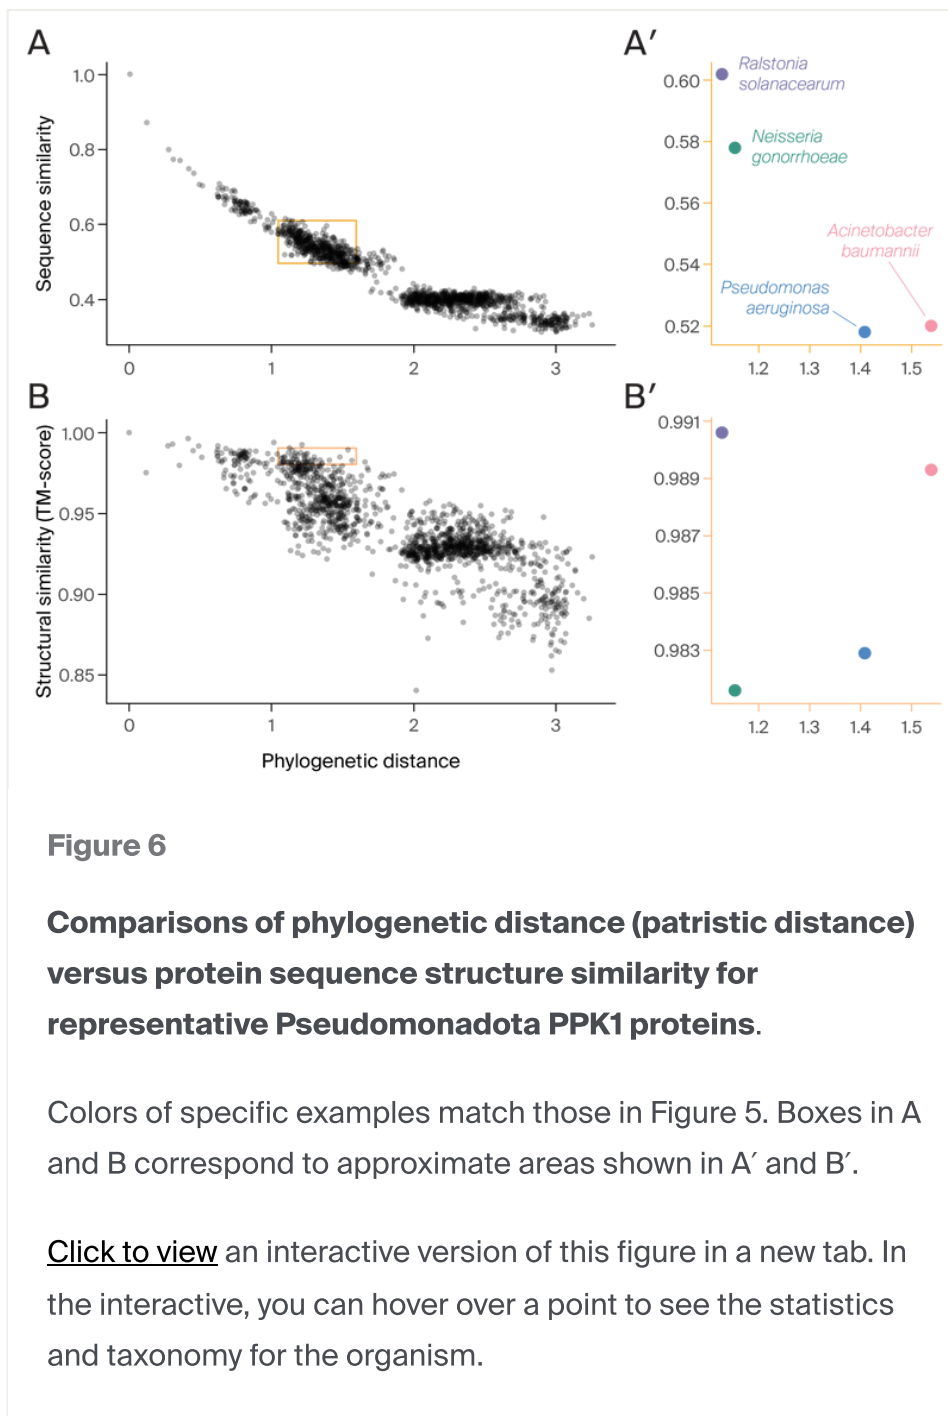 A
A′
Sequence similarity
1.0
0.8
0.6
0.4
0
1
2
3
0.60
0.58
0.56
0.54
0.52
Ralstonia
solanacearum
Neisseria
gonorrhoeae
Acinetobacter
baumannii
Pseudomonas
aeruginosa
1.2
1.3
1.4
1.5
B
B′
Structural similarity (TM-score)
1.00
0.95
0.90
0.85
0
1
2
3
Phylogenetic distance
0.991
0.989
0.987
0.985
0.983
1.2
1.3
1.4
1.5
Figure 6
Comparisons of phylogenetic distance (patristic distance)
versus protein sequence structure similarity for
representative Pseudomonadota PPK1 proteins.
Colors of specific examples match those in Figure 5. Boxes in A
and B correspond to approximate areas shown in A′ and B′.
Click to view an interactive version of this figure in a new tab. In
the interactive, you can hover over a point to see the statistics
and taxonomy for the organism.